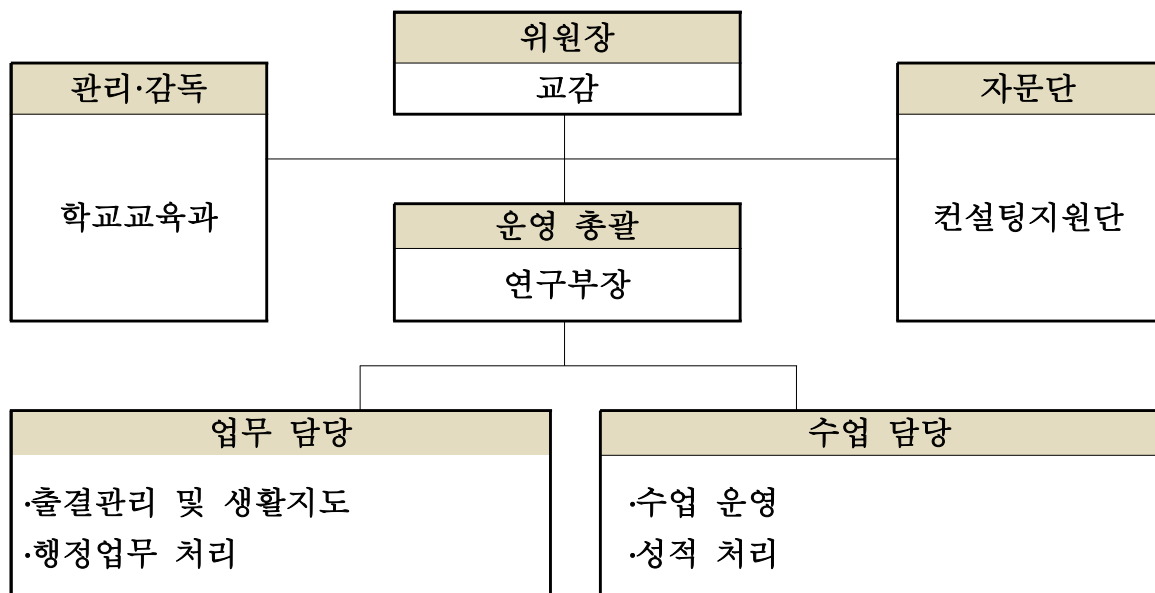 위원장
교감
관리·감독
학교교육과
자문단
컨설팅지원단
운영 총괄
연구부장
업무 담당
·출결관리 및 생활지도
·행정업무 처리
수업 담당
·수업 운영
·성적 처리